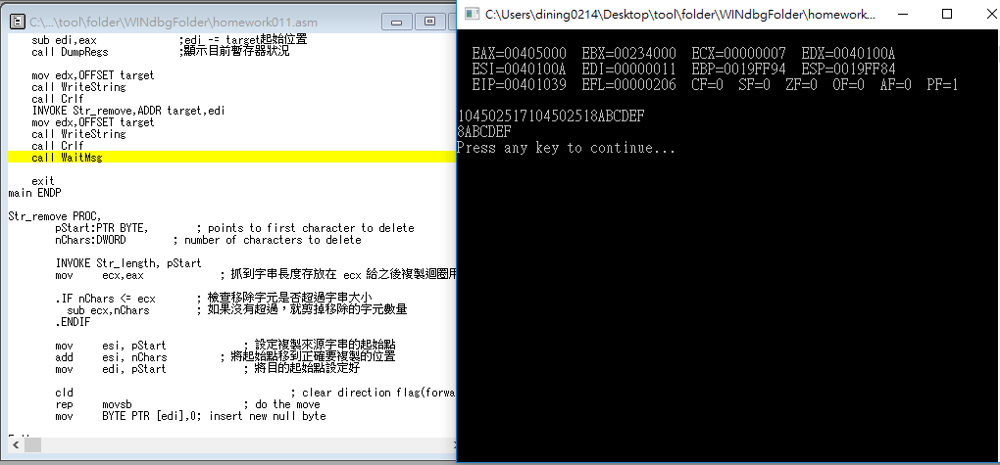 C:\...\tool\folder\WINdbgFolder\homework011.asm
sub edi,eax ;edi -= target起始位置
call DumpRegs ;顯示目前暫存器狀況
mov edx,OFFSET target
call WriteString
call Crlf
INVOKE Str_remove,ADDR target,edi
mov edx,OFFSET target
call WriteString
call Crlf
call WaitMsg
exit
main ENDP
Str_remove PROC,
pStart:PTR BYTE, ; points to first character to delete
nChars:DWORD ; number of characters to delete
INVOKE Str_length, pStart
mov ecx,eax ; 抓到字串長度存放在 ecx 給之後複製迴圈用
.IF nChars <= ecx ; 檢查移除字元是否超過字串大小
sub ecx,nChars ; 如果沒有超過，就剪掉移除的字元數量
.ENDIF
mov esi, pStart ; 設定複製來源字串的起始點
add esi, nChars ; 將起始點移到正確要複製的位置
mov edi, pStart ; 將目的起始點設定好
cld ; clear direction flag(forwa
rep movsb ; do the move
mov BYTE PTR [edi],0; insert new null byte
C:\Users\dining0214\Desktop\tool\folder\WINdbgFolder\homework...
EAX=00405000 EBX=00234000 ECX=00000007 EDX=0040100A
ESI=0040100A EDI=00000011 EBP=0019FF94 ESP=0019FF84
EIP=00401039 EFL=00000206 CF=0 SF=0 ZF=0 OF=0 AF=0 PF=1
104502517104502518ABCDEF
8ABCDEF
Press any key to continue...